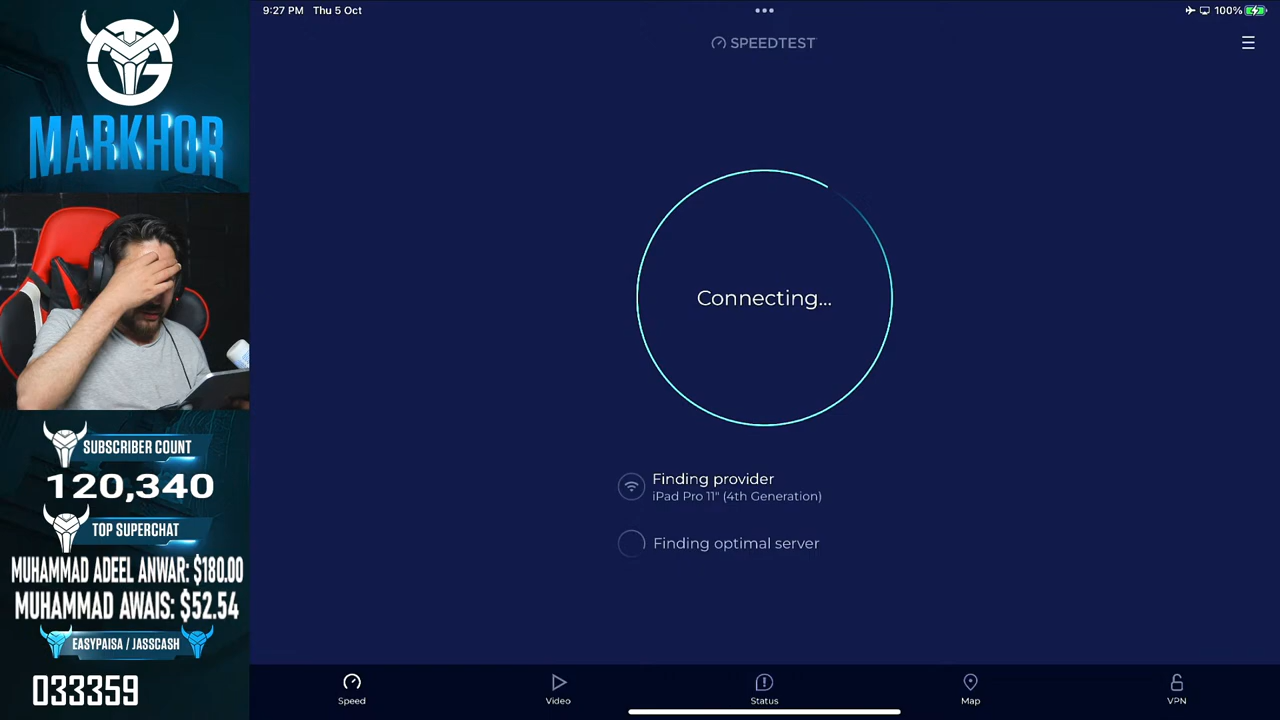 9:27 PM Thu 5 Oct
100%
SPEEDTEST
MARKHOR
Connecting...
Finding provider
iPad Pro 11" (4th Generation)
Finding optimal server
SUBSCRIBER COUNT
120,340
TOP SUPERCHAT
MUHAMMAD ADEEL ANWAR: $180.00
MUHAMMAD AWAIS: $52.54
EASYPAISA / JASSCASH
033359
Speed
Video
Status
Map
VPN